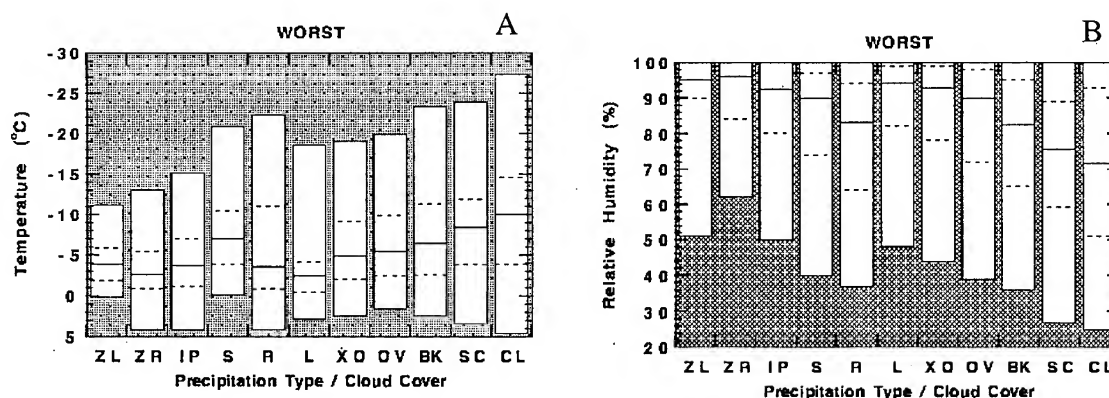 WORST A
-30
-25
-20
-15
-10
-5
0
5
Temperature (°C)
ZL ZR IP S R L XO OV BK SC CL
Precipitation Type / Cloud Cover
WORST B
100
90
80
70
60
50
40
30
20
Relative Humidity (%)
ZL ZR IP S R L XO OV BK SC CL
Precipitation Type / Cloud Cover